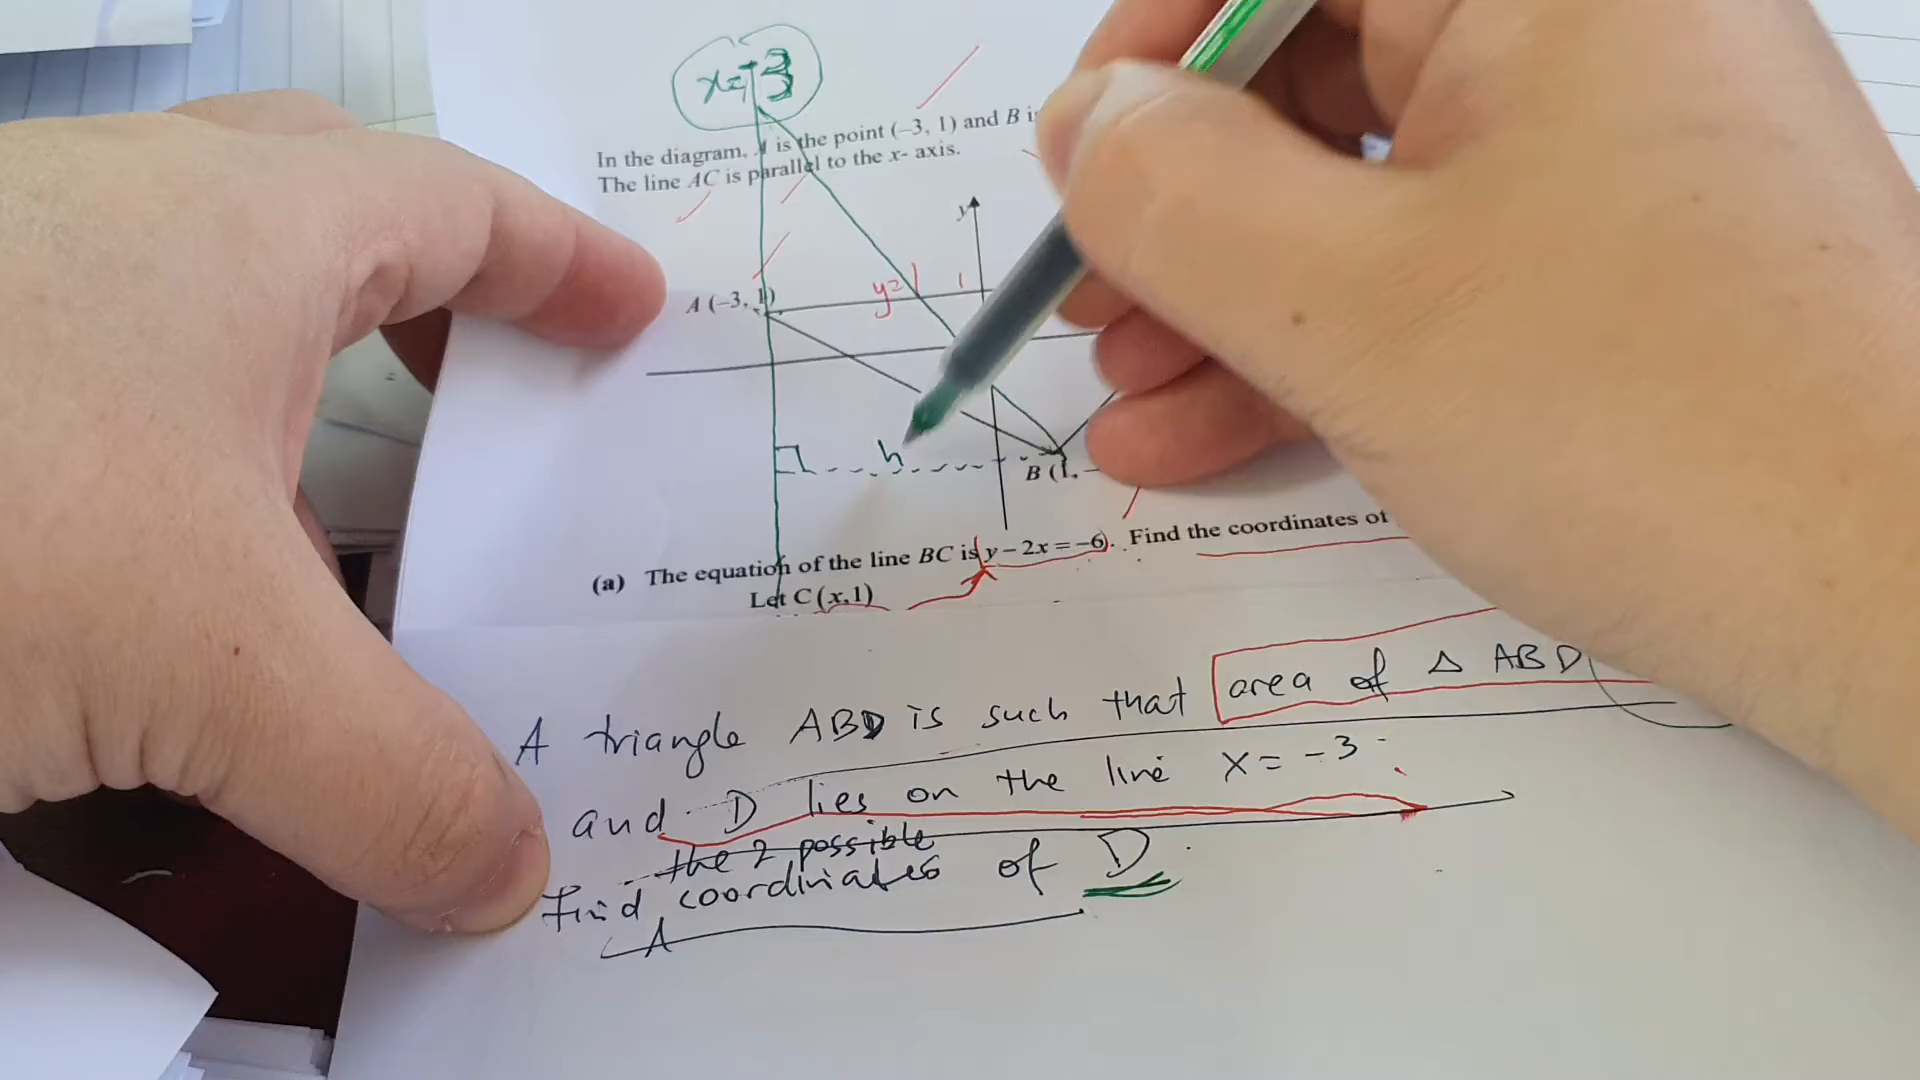 x=-3
In the diagram, A is the point (–3, 1) and B
The line AC is parallel to the x- axis.
y
y=1 1
A (–3, 1)
h
B (1, –
(a) The equation of the line BC is y – 2x = –6. Find the coordinates of
Let C (x,1)
A triangle ABD is such that area of △ ABD
and D lies on the line x = -3.
the 2 possible
Find coordinates of D.